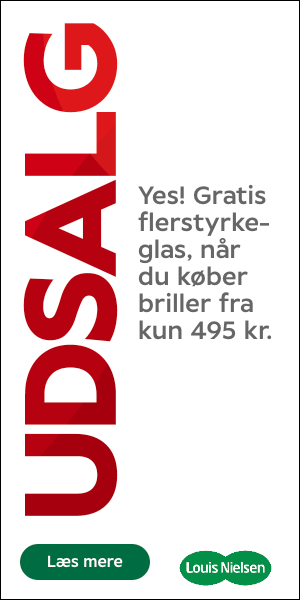 UDSALG
Yes! Gratis
flerstyrke-
glas, når
du køber
briller fra
kun 495 kr.
Læs mere
Louis Nielsen